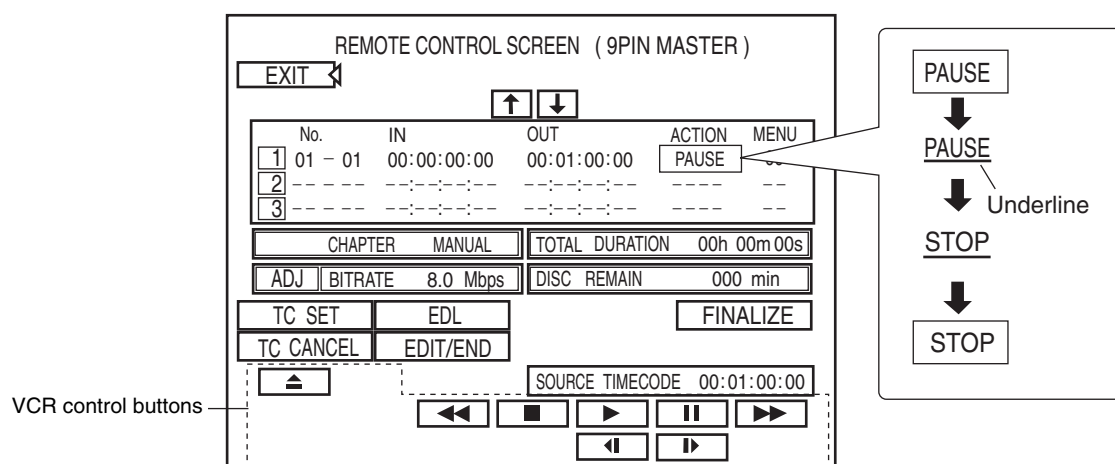 REMOTE CONTROL SCREEN ( 9PIN MASTER )
EXIT
No. IN OUT ACTION MENU
1 01 - 01 00:00:00:00 00:01:00:00 PAUSE
2 -- -- --:--:--:-- --:--:--:-- ---- --
3 -- -- --:--:--:-- --:--:--:-- ---- --
CHAPTER MANUAL TOTAL DURATION 00h 00m 00s
ADJ BITRATE 8.0 Mbps DISC REMAIN 000 min
TC SET EDL FINALIZE
TC CANCEL EDIT/END
SOURCE TIMECODE 00:01:00:00
VCR control buttons
PAUSE
PAUSE
Underline
STOP
STOP